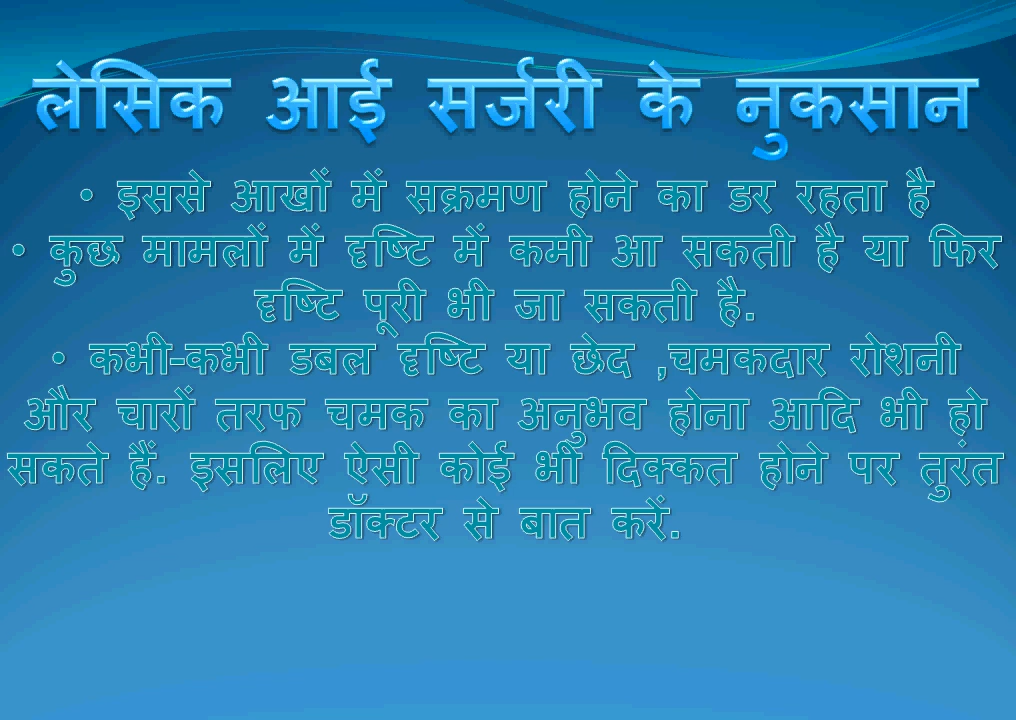 लेसिक आई सर्जरी के नुकसान
• इससे आखों में सक्रमण होने का डर रहता है
• कुछ मामलों में दृष्टि में कमी आ सकती है या फिर
दृष्टि पूरी भी जा सकती है.
• कभी-कभी डबल दृष्टि या छेद ,चमकदार रोशनी
और चारों तरफ चमक का अनुभव होना आदि भी हो
सकते हैं. इसलिए ऐसी कोई भी दिक्कत होने पर तुरंत
डॉक्टर से बात करें.